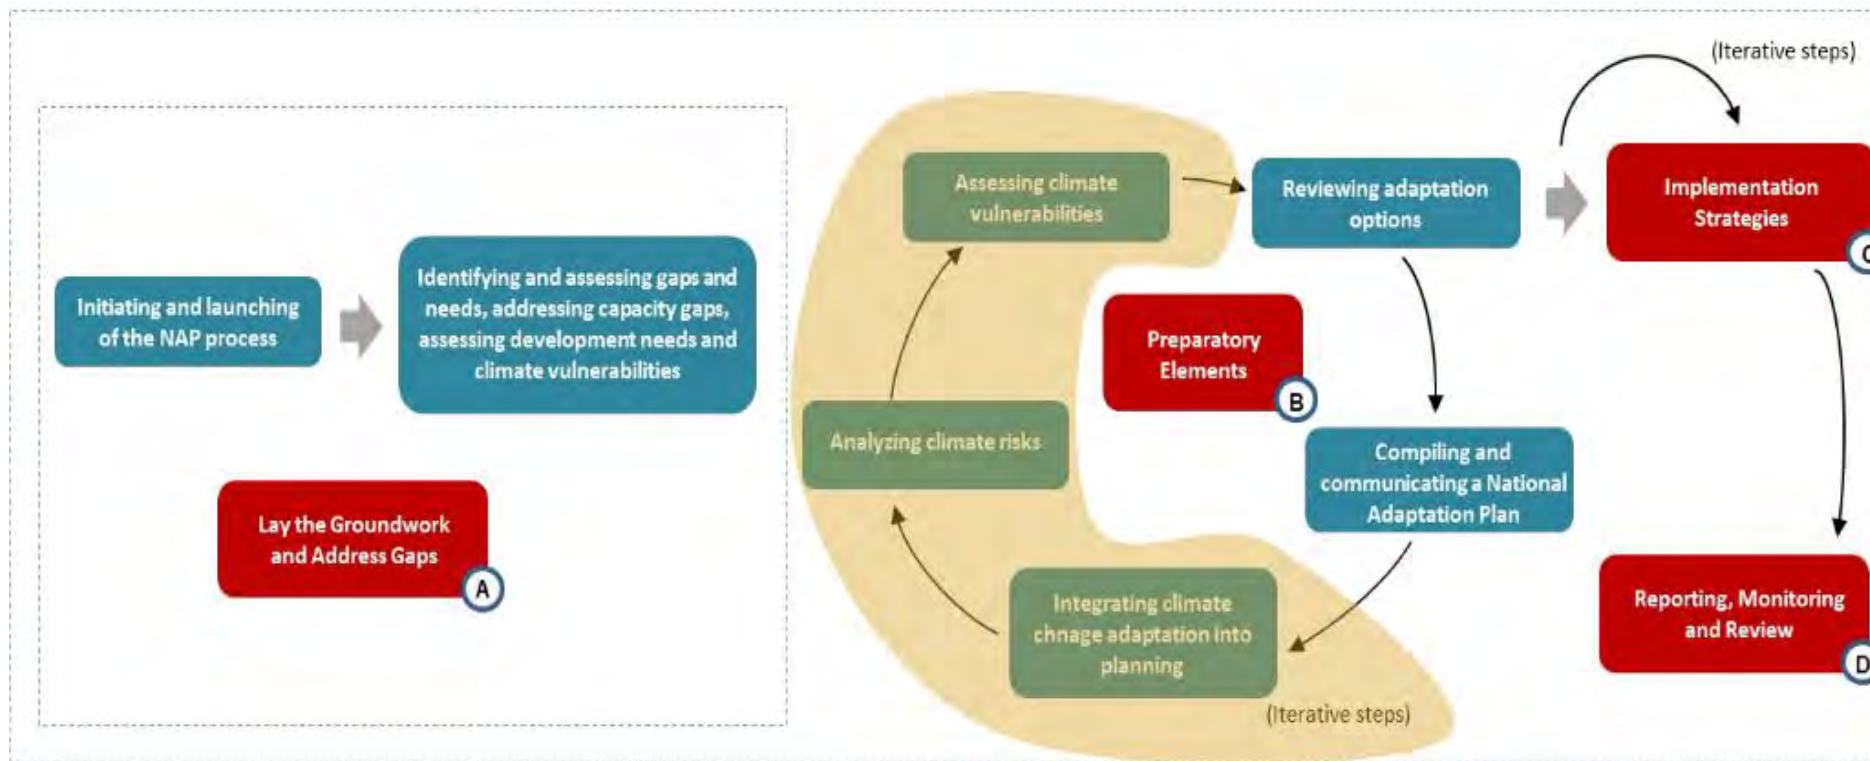 Initiating and launching
of the NAP process
Identifying and assessing gaps and
needs, addressing capacity gaps,
assessing development needs and
climate vulnerabilities
Lay the Groundwork
and Address Gaps
A
Assessing climate
vulnerabilities
Analyzing climate risks
Integrating climate
chnage adaptation into
planning
(Iterative steps)
Preparatory
Elements
B
Reviewing adaptation
options
Compiling and
communicating a National
Adaptation Plan
(Iterative steps)
Implementation
Strategies
C
Reporting, Monitoring
and Review
D